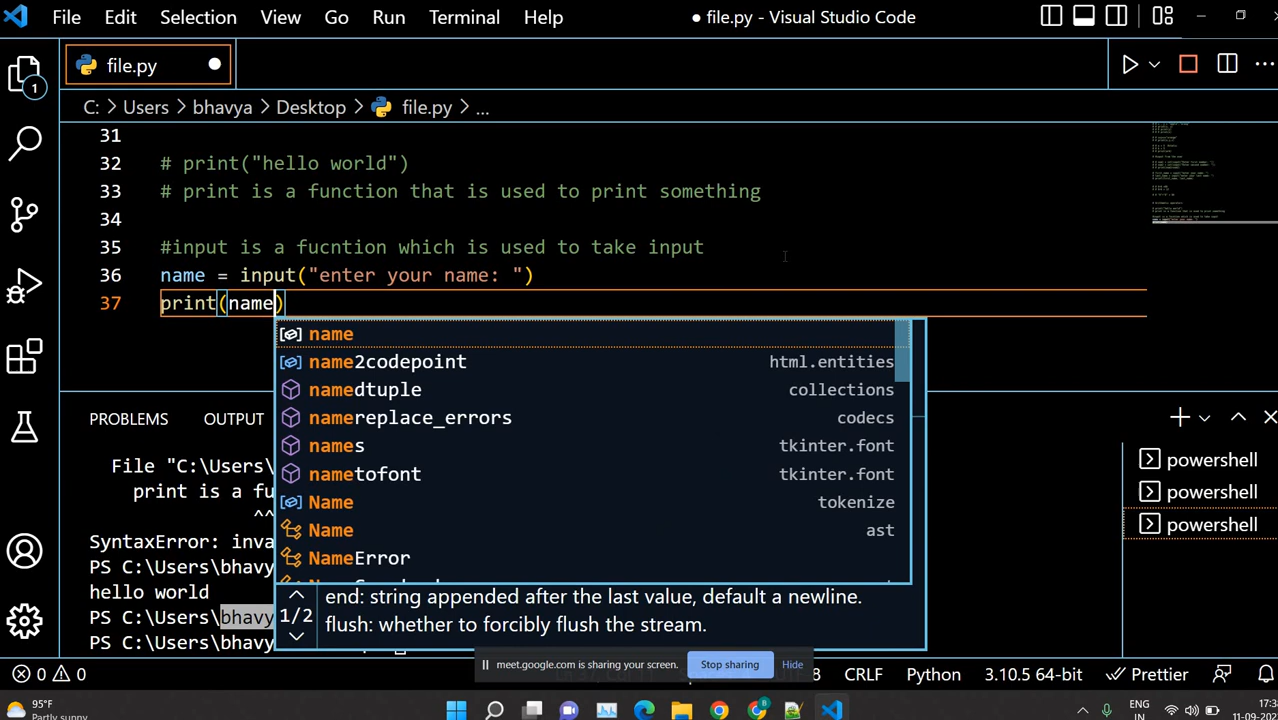 File Edit Selection View Go Run Terminal Help ● file.py - Visual Studio Code
file.py
1
C: > Users > bhavya > Desktop > file.py > ...
31
32 # print("hello world")
33 # print is a function that is used to print something
34
35 #input is a fucntion which is used to take input
36 name = input("enter your name: ")
37 print(name)
name
name2codepoint html.entities
namedtuple collections
namereplace_errors codecs
names tkinter.font
nametofont tkinter.font
Name tokenize
Name ast
NameError
end: string appended after the last value, default a newline.
1/2
flush: whether to forcibly flush the stream.
PROBLEMS OUTPUT
File "C:\Users\
print is a fu
^^
SyntaxError: inva
PS C:\Users\bhavy
hello world
PS C:\Users\bhavy
PS C:\Users\bhavy
powershell
powershell
powershell
meet.google.com is sharing your screen. Stop sharing Hide
0 0 8 CRLF Python 3.10.5 64-bit Prettier
95°F
Partly sunny
ENG
IN
17:3